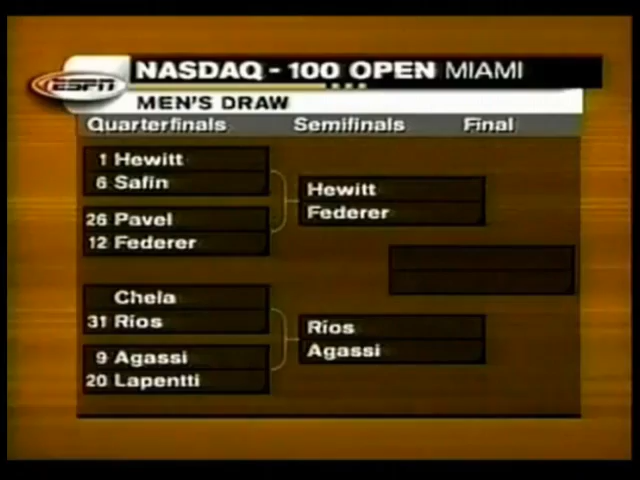 ESPN
NASDAQ - 100 OPEN MIAMI
MEN'S DRAW
Quarterfinals Semifinals Final
1 Hewitt
6 Safin
26 Pavel
12 Federer
Chela
31 Ríos
9 Agassi
20 Lapentti
Hewitt
Federer
Ríos
Agassi